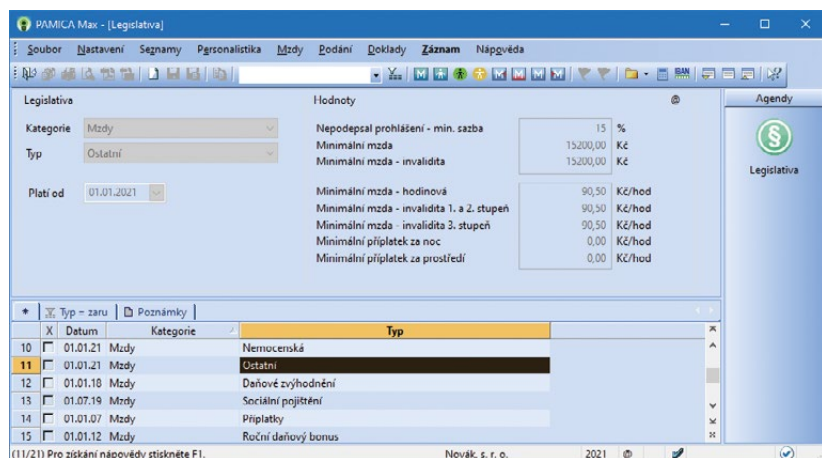 PAMICA Max - [Legislativa]
Soubor Nastavení Seznamy Personalistika Mzdy Podání Doklady Záznam Nápověda
IBAN
Legislativa Hodnoty @ Agendy
Kategorie Mzdy
Typ Ostatní
Platí od 01.01.2021
Nepodepsal prohlášení - min. sazba 15 %
Minimální mzda 15200,00 Kč
Minimální mzda - invalidita 15200,00 Kč
Minimální mzda - hodinová 90,50 Kč/hod
Minimální mzda - invalidita 1. a 2. stupeň 90,50 Kč/hod
Minimální mzda - invalidita 3. stupeň 90,50 Kč/hod
Minimální příplatek za noc 0,00 Kč/hod
Minimální příplatek za prostředí 0,00 Kč/hod
Legislativa
* Typ = zaru Poznámky
X Datum Kategorie Typ
10 01.01.21 Mzdy Nemocenská
11 01.01.21 Mzdy Ostatní
12 01.01.18 Mzdy Daňové zvýhodnění
13 01.07.19 Mzdy Sociální pojištění
14 01.01.07 Mzdy Příplatky
15 01.01.12 Mzdy Roční daňový bonus
(11/21) Pro získání nápovědy stiskněte F1. Novák, s. r. o. 2021 @